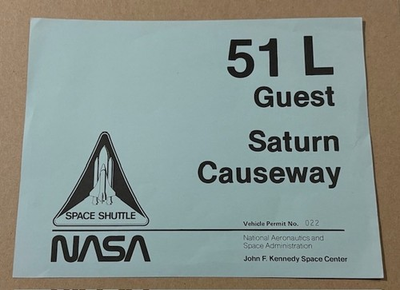 51 L
Guest
Saturn
Causeway
SPACE SHUTTLE
NASA
Vehicle Permit No. 022
National Aeronautics and
Space Administration
John F. Kennedy Space Center